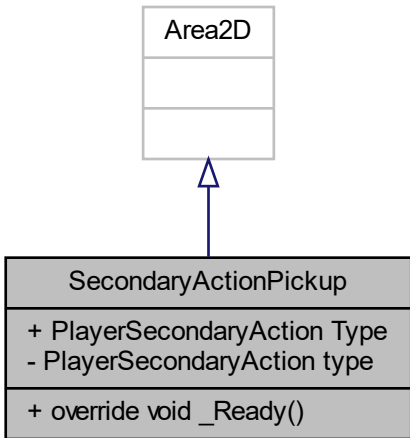 Area2D
SecondaryActionPickup
+ PlayerSecondaryAction Type
- PlayerSecondaryAction type
+ override void _Ready()